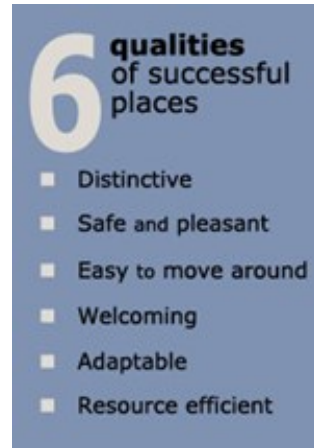 6 qualities
of successful
places
Distinctive
Safe and pleasant
Easy to move around
Welcoming
Adaptable
Resource efficient